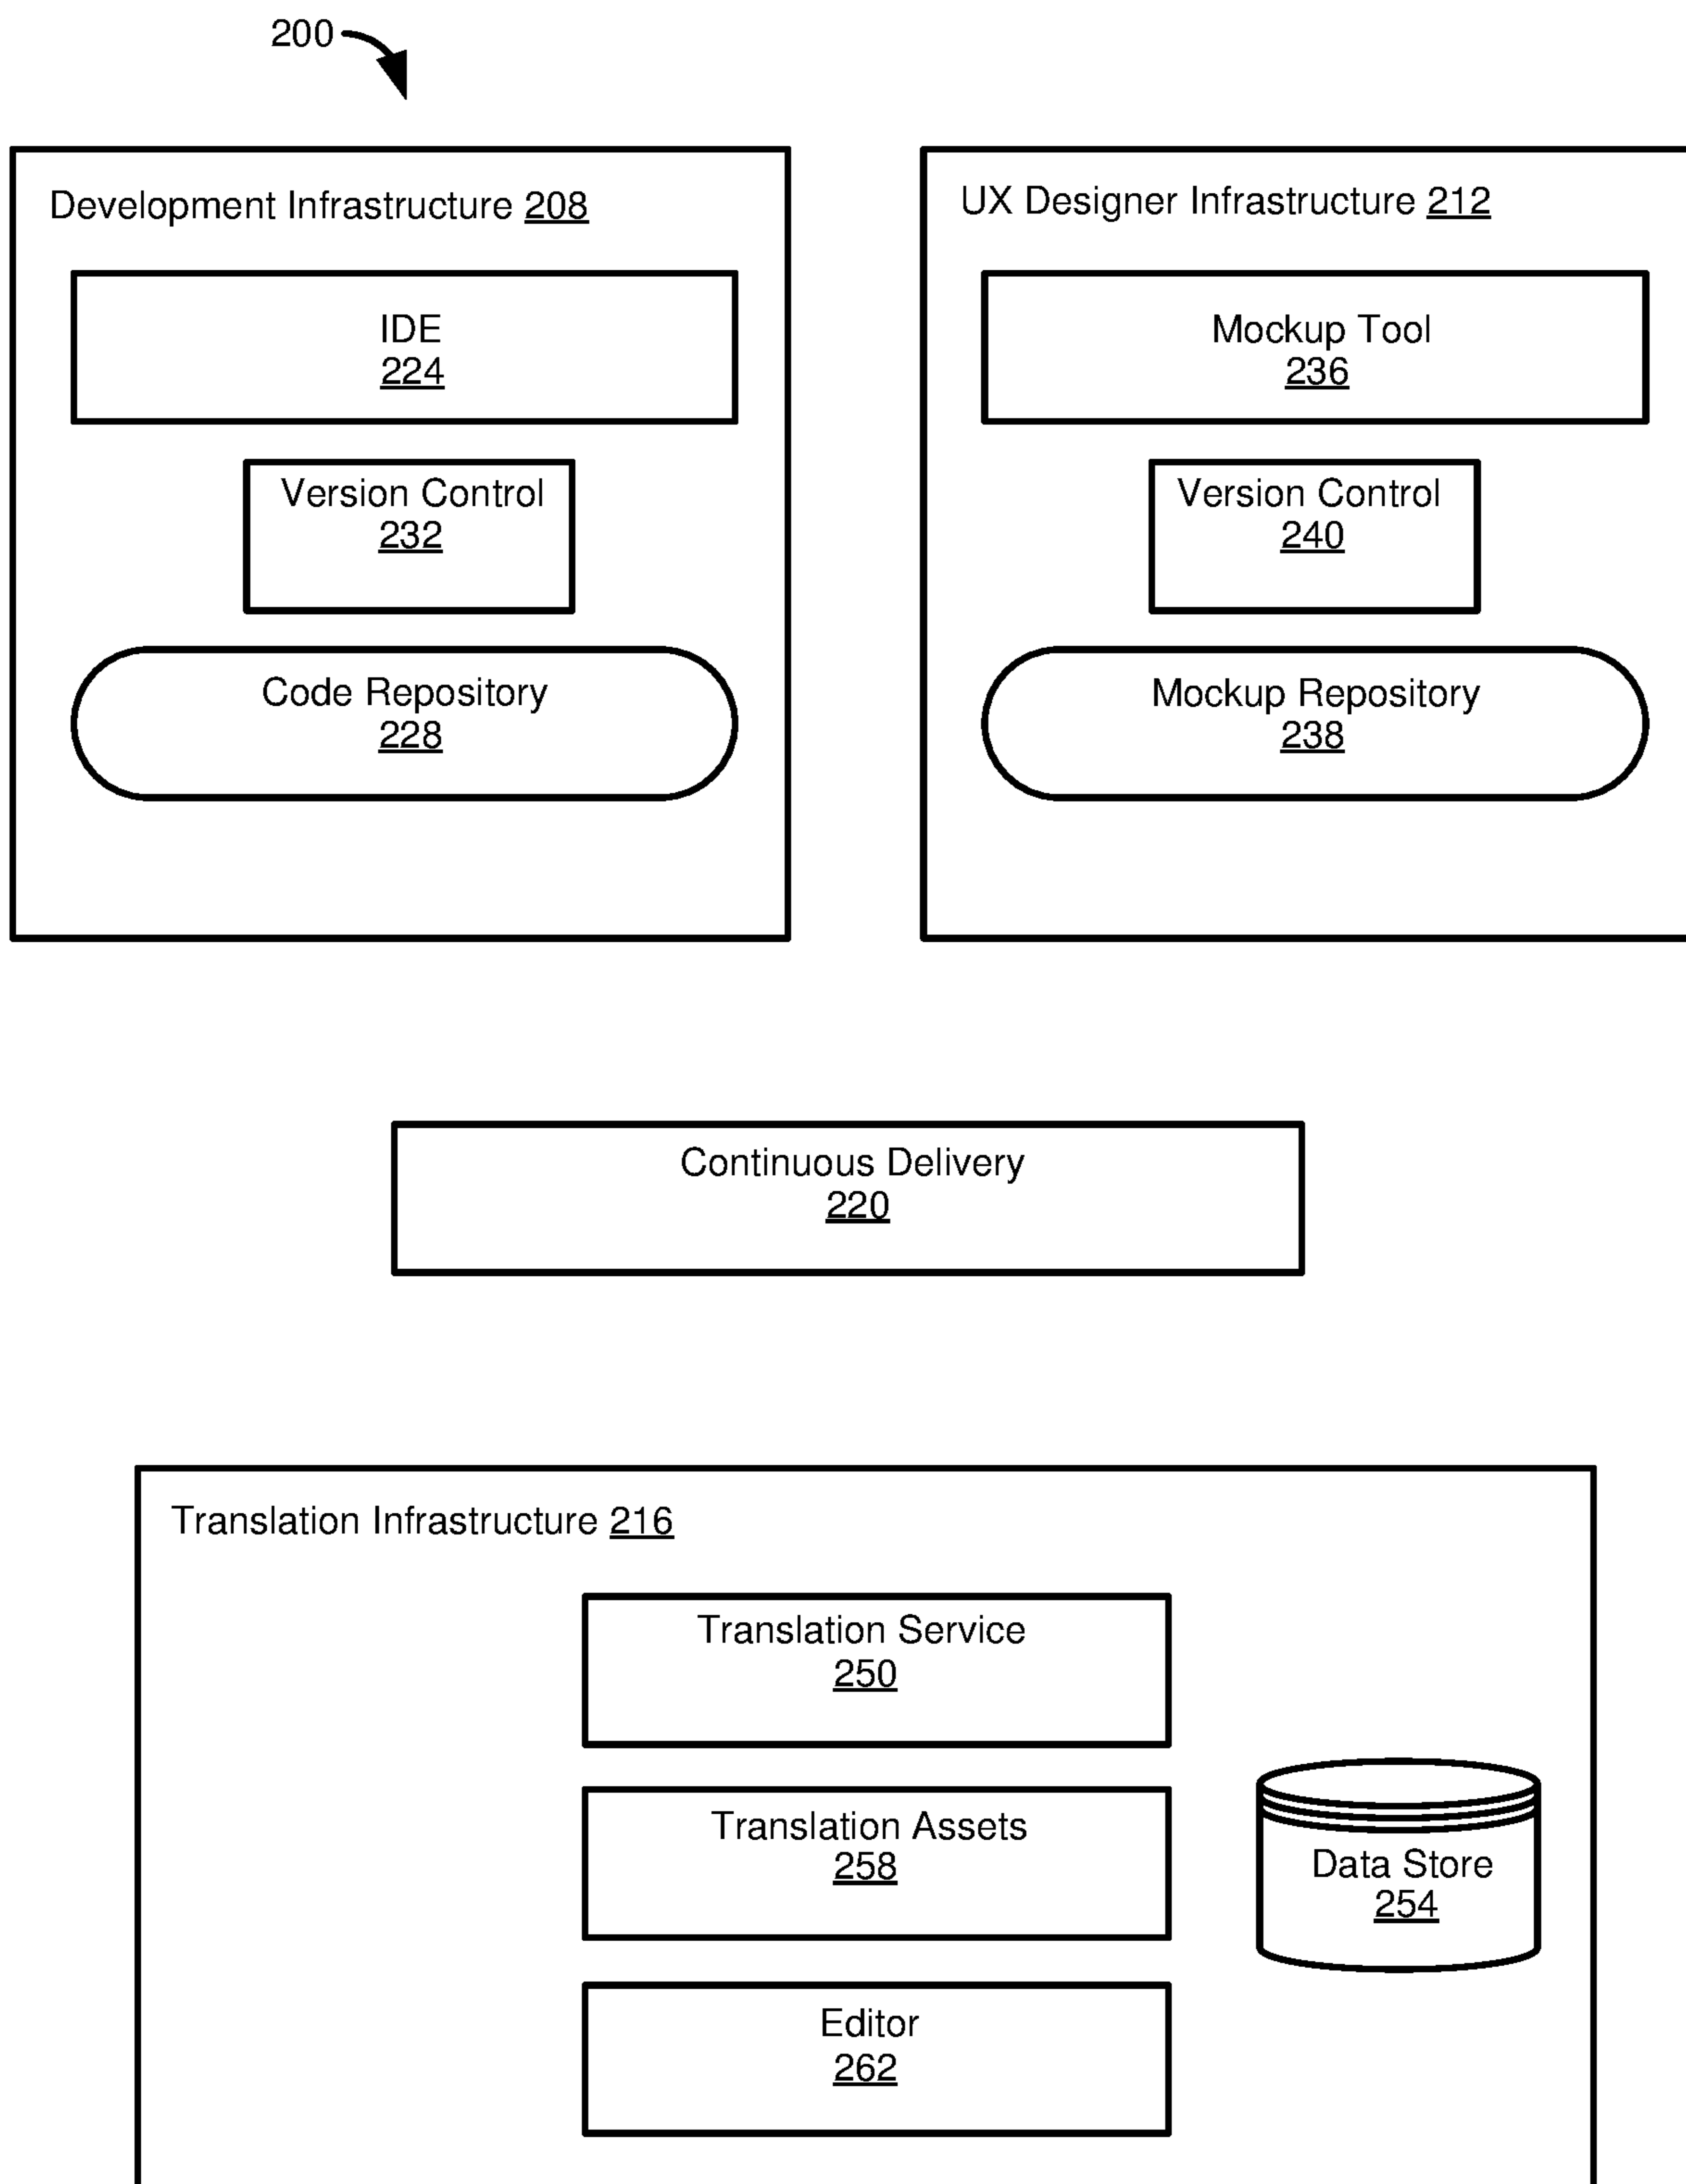 200
Development Infrastructure 208
IDE
224
Version Control
232
Code Repository
228
UX Designer Infrastructure 212
Mockup Tool
236
Version Control
240
Mockup Repository
238
Continuous Delivery
220
Translation Infrastructure 216
Translation Service
250
Translation Assets
258
Data Store
254
Editor
262